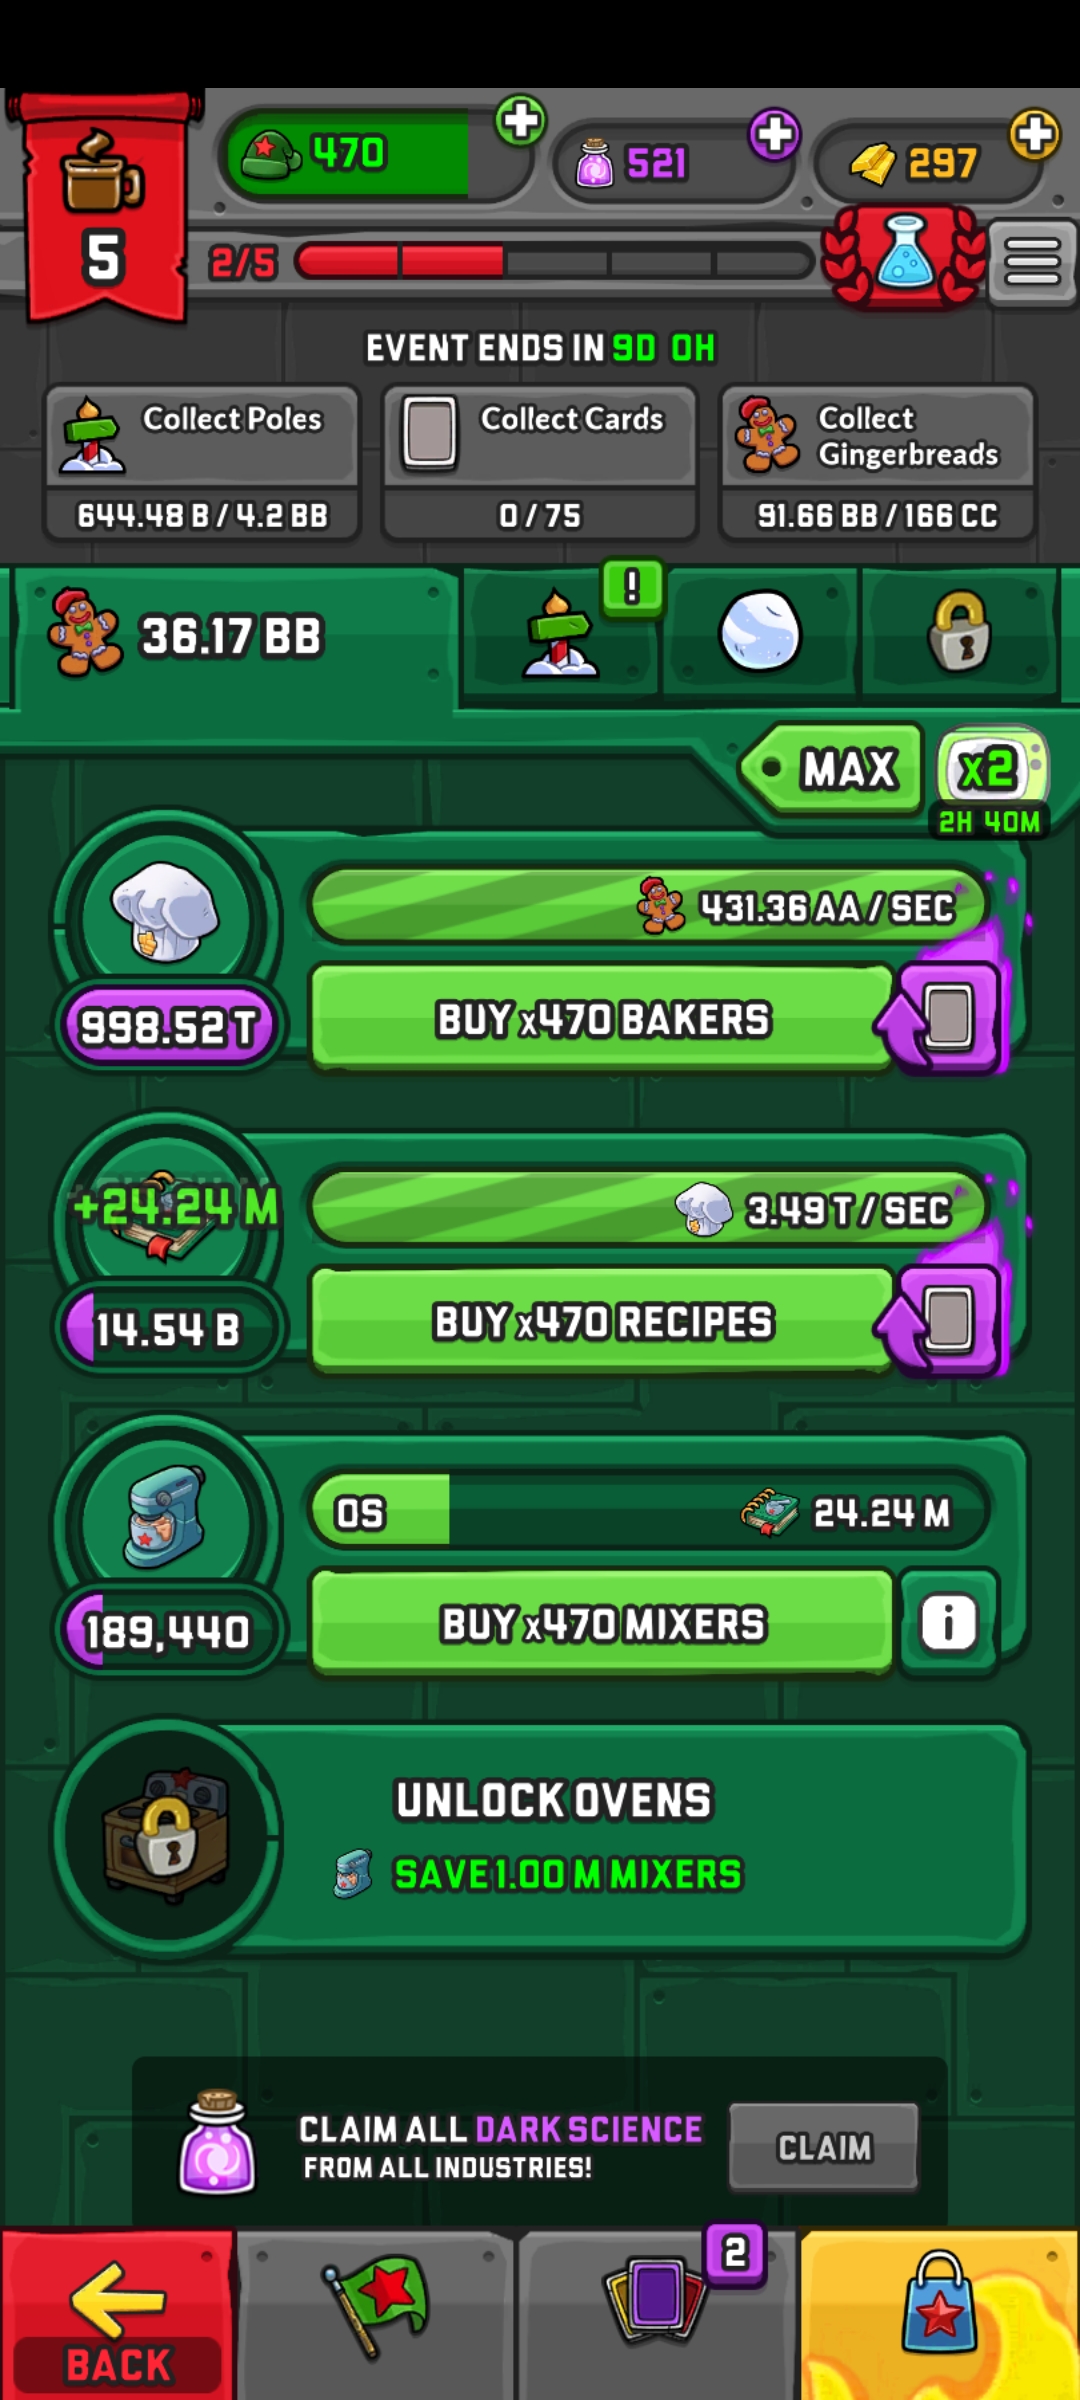 470
521
297
5
2/5
EVENT ENDS IN 9D 0H
Collect Poles
644.48 B / 4.2 BB
Collect Cards
0 / 75
Collect
Gingerbreads
91.66 BB / 166 CC
36.17 BB
!
MAX
x2
2H 40M
431.36 AA / SEC
998.52 T
BUY x470 BAKERS
+24.24 M
3.49 T / SEC
14.54 B
BUY x470 RECIPES
0S
24.24 M
189,440
BUY x470 MIXERS
i
UNLOCK OVENS
SAVE 1.00 M MIXERS
CLAIM ALL DARK SCIENCE
FROM ALL INDUSTRIES!
CLAIM
2
BACK